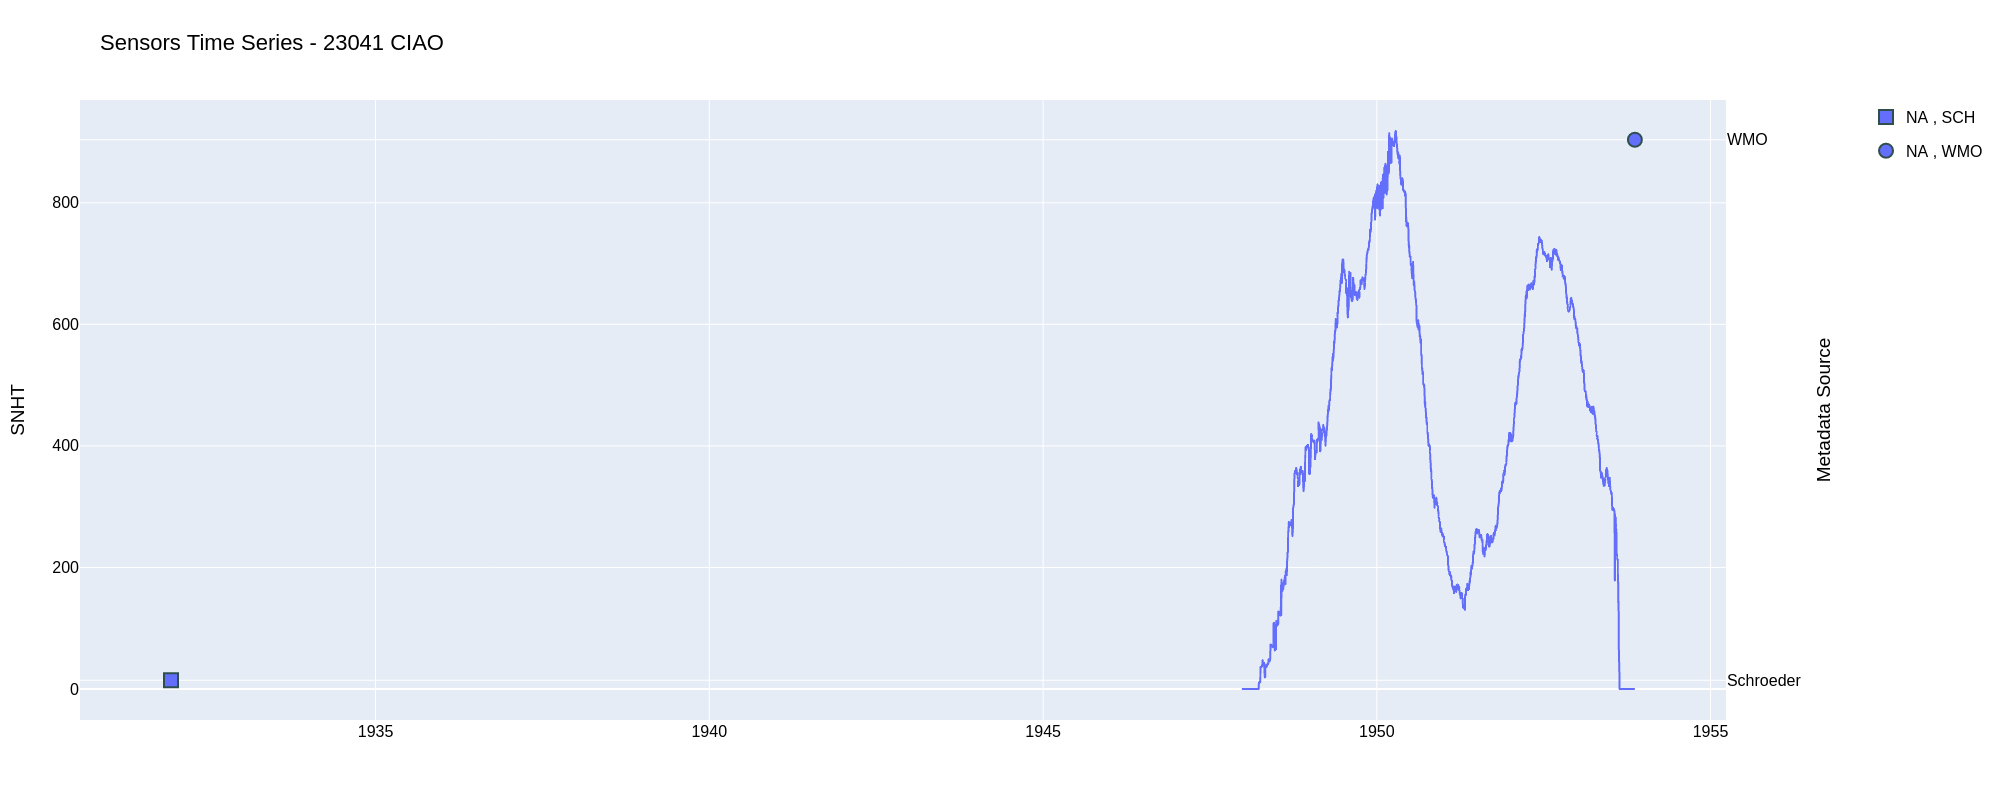 Sensors Time Series - 23041 CIAO
NA , SCH
NA , WMO
WMO
Schroeder
Metadata Source
SNHT
800
600
400
200
0
1935
1940
1945
1950
1955